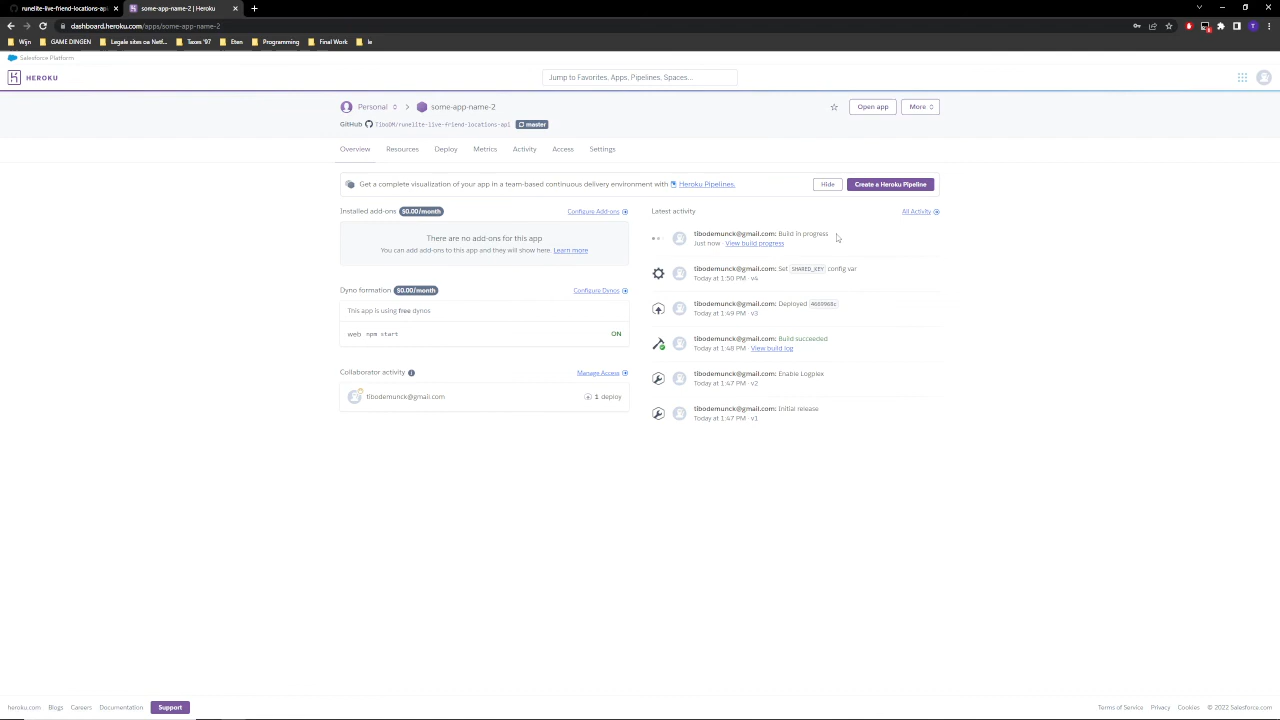 runelite-live-friend-locations-api
some-app-name-2 | Heroku
dashboard.heroku.com/apps/some-app-name-2
Wijn
GAME DINGEN
Legale sites oa Netf...
Taxes '97
Eten
Programming
Final Work
Ie
Salesforce Platform
HEROKU
Jump to Favorites, Apps, Pipelines, Spaces...
Personal
some-app-name-2
Open app
More
GitHub TiboDM/runelite-live-friend-locations-api master
Overview
Resources
Deploy
Metrics
Activity
Access
Settings
Get a complete visualization of your app in a team-based continuous delivery environment with Heroku Pipelines.
Hide
Create a Heroku Pipeline
Installed add-ons $0.00/month
Configure Add-ons
There are no add-ons for this app
You can add add-ons to this app and they will show here. Learn more
Dyno formation $0.00/month
Configure Dynos
This app is using free dynos
web npm start
ON
Collaborator activity
Manage Access
tibodemunck@gmail.com
1 deploy
Latest activity
All Activity
tibodemunck@gmail.com: Build in progress
Just now · View build progress
tibodemunck@gmail.com: Set SHARED_KEY config var
Today at 1:50 PM · v4
tibodemunck@gmail.com: Deployed
Today at 1:49 PM · v3
tibodemunck@gmail.com: Build succeeded
Today at 1:48 PM · View build log
tibodemunck@gmail.com: Enable Logplex
Today at 1:47 PM · v2
tibodemunck@gmail.com: Initial release
Today at 1:47 PM · v1
heroku.com
Blogs
Careers
Documentation
Support
Terms of Service
Privacy
Cookies
© 2022 Salesforce.com